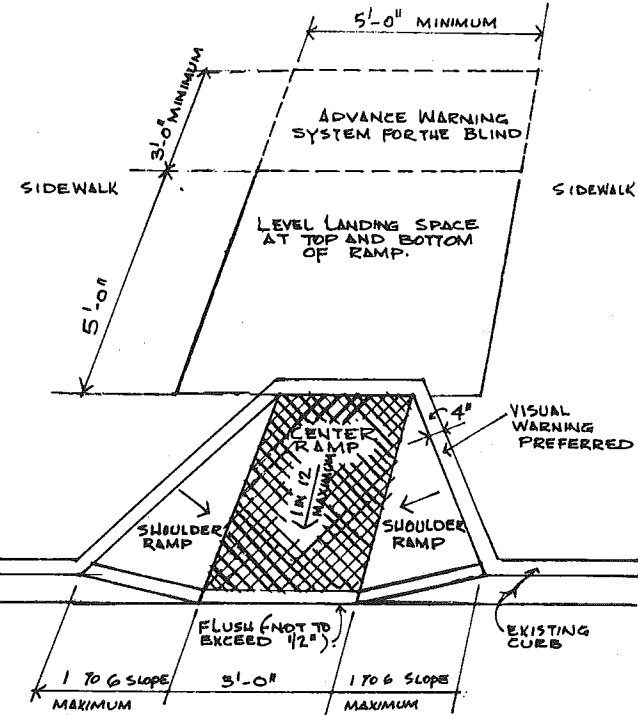 5'-0" MINIMUM
3'-0" MINIMUM
ADVANCE WARNING
SYSTEM FOR THE BLIND
SIDEWALK
SIDEWALK
LEVEL LANDING SPACE
AT TOP AND BOTTOM
OF RAMP.
5'-0"
4"
VISUAL
WARNING
PREFERRED
CENTER
RAMP
1 IN 12
MAXIMUM
SHOULDER
RAMP
SHOULDER
RAMP
FLUSH (NOT TO
EXCEED 1/2")
EXISTING
CURB
1 TO 6 SLOPE
MAXIMUM
3'-0"
1 TO 6 SLOPE
MAXIMUM